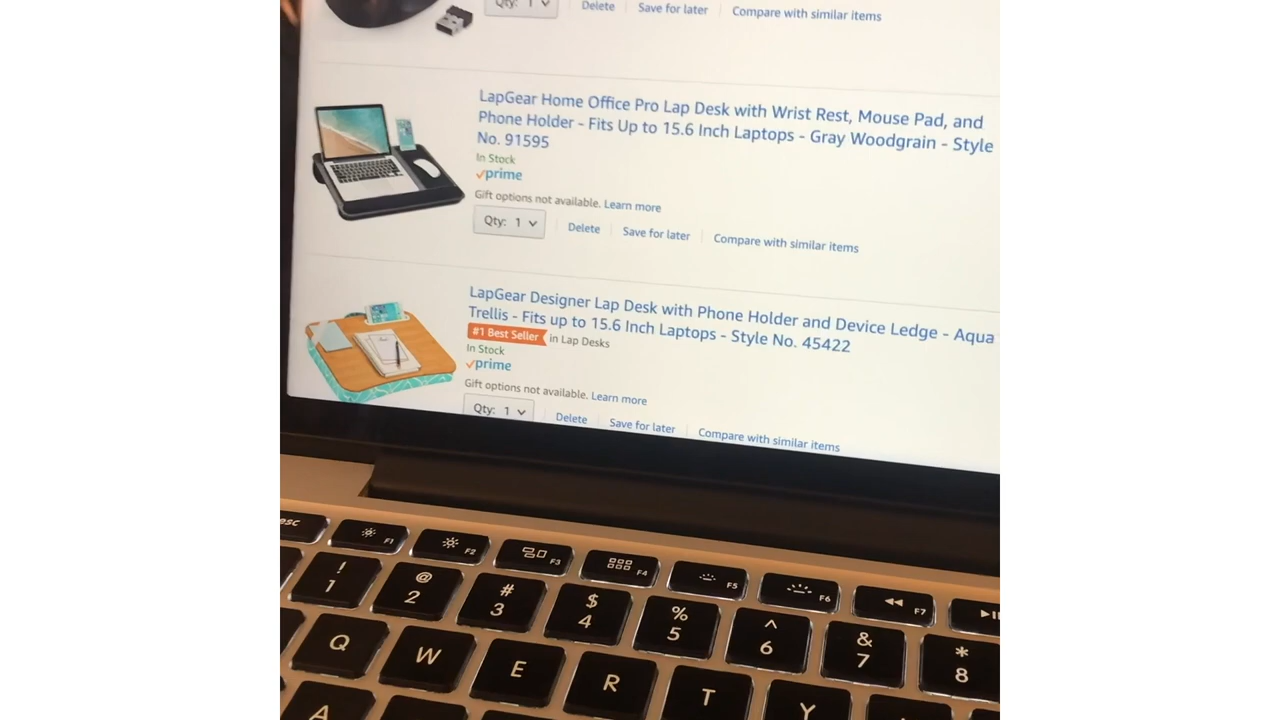 Qty: 1
Delete
Save for later
Compare with similar items
LapGear Home Office Pro Lap Desk with Wrist Rest, Mouse Pad, and
Phone Holder - Fits Up to 15.6 Inch Laptops - Gray Woodgrain - Style
No. 91595
In Stock
prime
Gift options not available. Learn more
Qty: 1
Delete
Save for later
Compare with similar items
LapGear Designer Lap Desk with Phone Holder and Device Ledge - Aqua
Trellis - Fits up to 15.6 Inch Laptops - Style No. 45422
#1 Best Seller in Lap Desks
In Stock
prime
Gift options not available. Learn more
Qty: 1
Delete
Save for later
Compare with similar items
esc F1 F2 F3 F4 F5 F6 F7
! @ # $ % ^ & *
1 2 3 4 5 6 7 8
Q W E R T Y
A